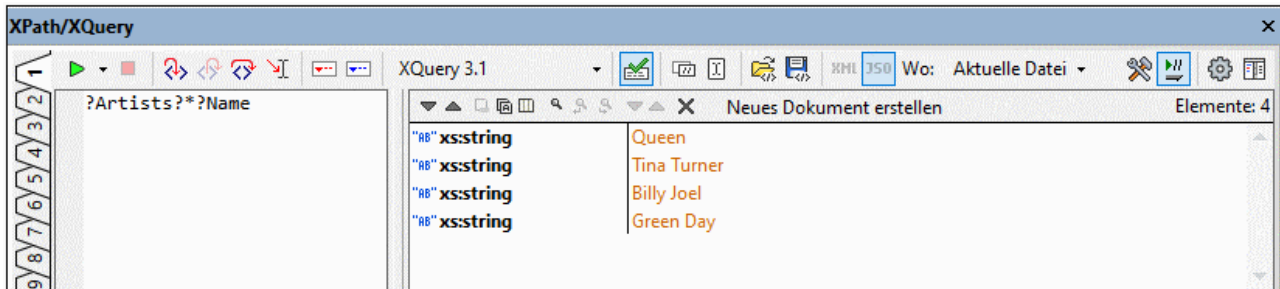 XPath/XQuery
XQuery 3.1
XML JSO Wo: Aktuelle Datei
1
2
3
4
5
6
7
8
9
?Artists?*?Name
Neues Dokument erstellen Elemente: 4
"AB" xs:string Queen
"AB" xs:string Tina Turner
"AB" xs:string Billy Joel
"AB" xs:string Green Day